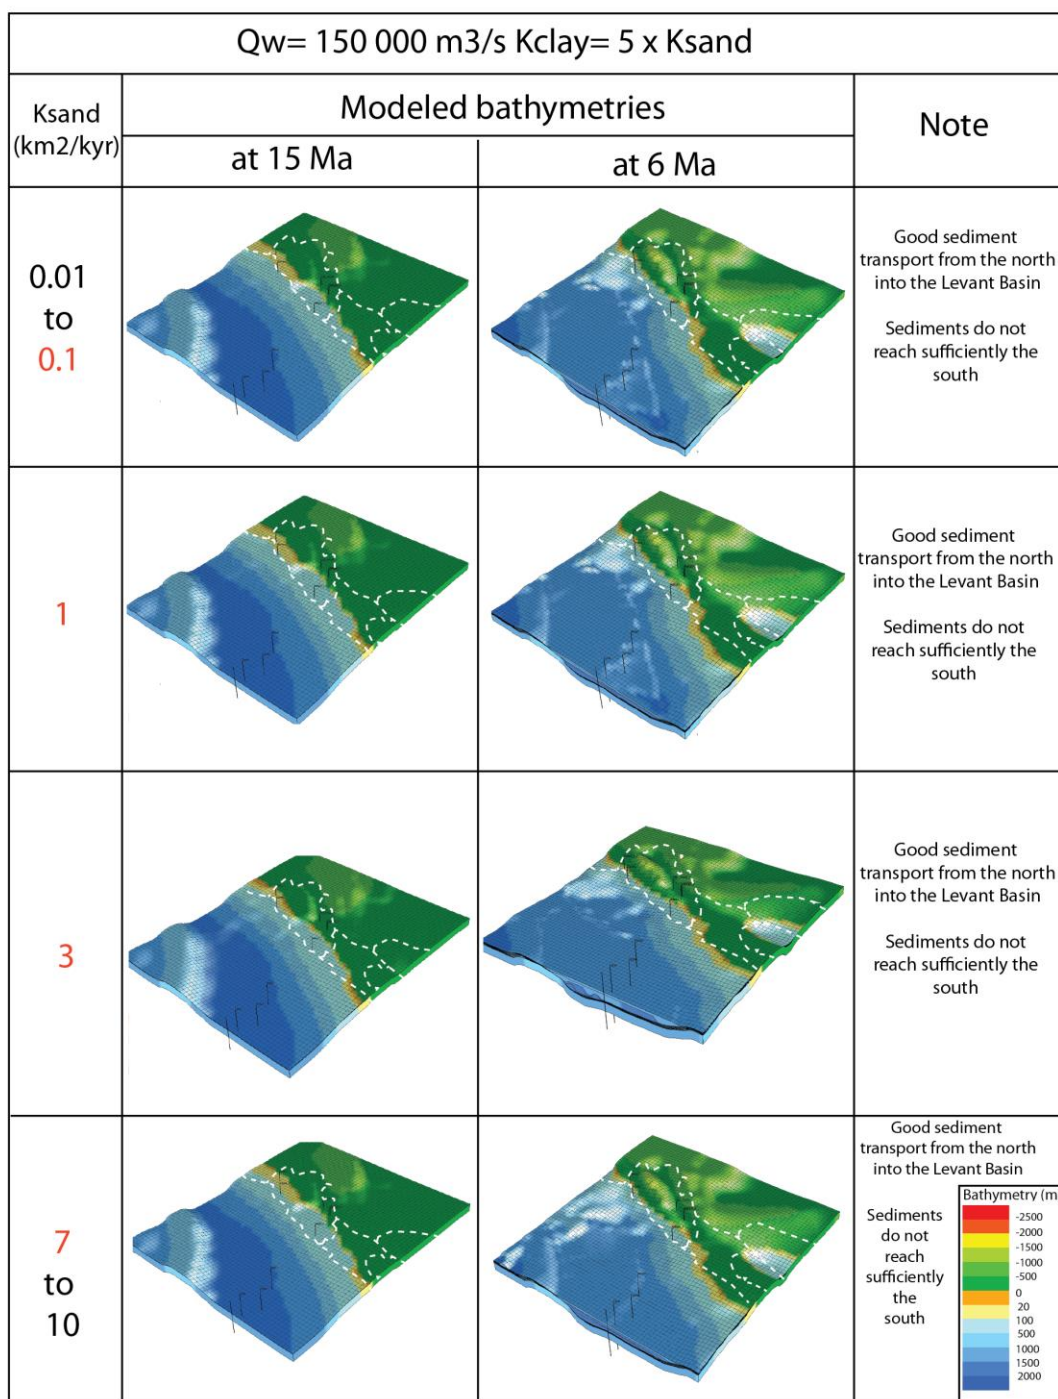 Qw= 150 000 m3/s Kclay= 5 x Ksand
Ksand
(km2/kyr)
Modeled bathymetries
Note
at 15 Ma
at 6 Ma
0.01
to
0.1
Good sediment
transport from the north
into the Levant Basin
Sediments do not
reach sufficiently the
south
1
Good sediment
transport from the north
into the Levant Basin
Sediments do not
reach sufficiently the
south
3
Good sediment
transport from the north
into the Levant Basin
Sediments do not
reach sufficiently the
south
7
to
10
Good sediment
transport from the north
into the Levant Basin
Sediments
do not
reach
sufficiently
the
south
Bathymetry (m
-2500
-2000
-1500
-1000
-500
0
20
100
500
1000
1500
2000